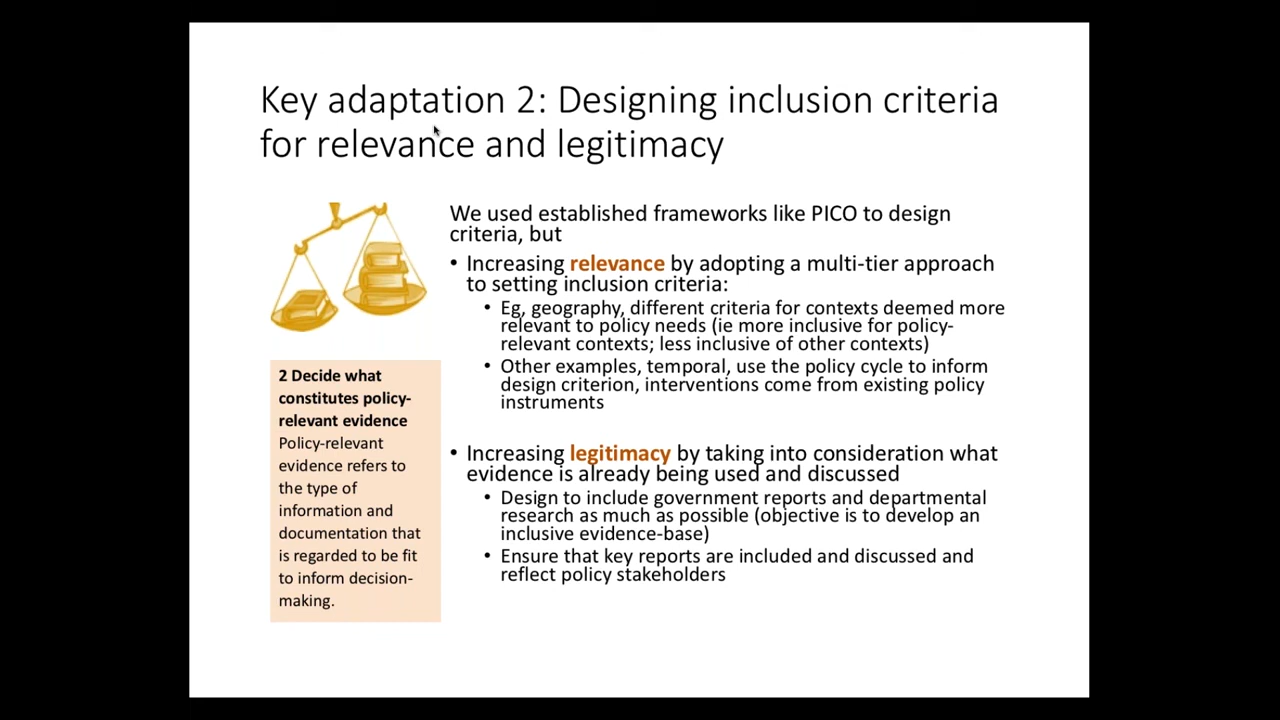 Key adaptation 2: Designing inclusion criteria
for relevance and legitimacy
2 Decide what
constitutes policy-
relevant evidence
Policy-relevant
evidence refers to
the type of
information and
documentation that
is regarded to be fit
to inform decision-
making.
We used established frameworks like PICO to design
criteria, but
• Increasing relevance by adopting a multi-tier approach
to setting inclusion criteria:
• Eg, geography, different criteria for contexts deemed more
relevant to policy needs (ie more inclusive for policy-
relevant contexts; less inclusive of other contexts)
• Other examples, temporal, use the policy cycle to inform
design criterion, interventions come from existing policy
instruments
• Increasing legitimacy by taking into consideration what
evidence is already being used and discussed
• Design to include government reports and departmental
research as much as possible (objective is to develop an
inclusive evidence-base)
• Ensure that key reports are included and discussed and
reflect policy stakeholders